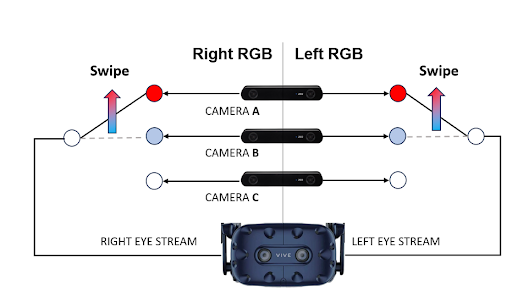 Right RGB
Left RGB
Swipe
Swipe
CAMERA A
CAMERA B
CAMERA C
RIGHT EYE STREAM
LEFT EYE STREAM
VIVE